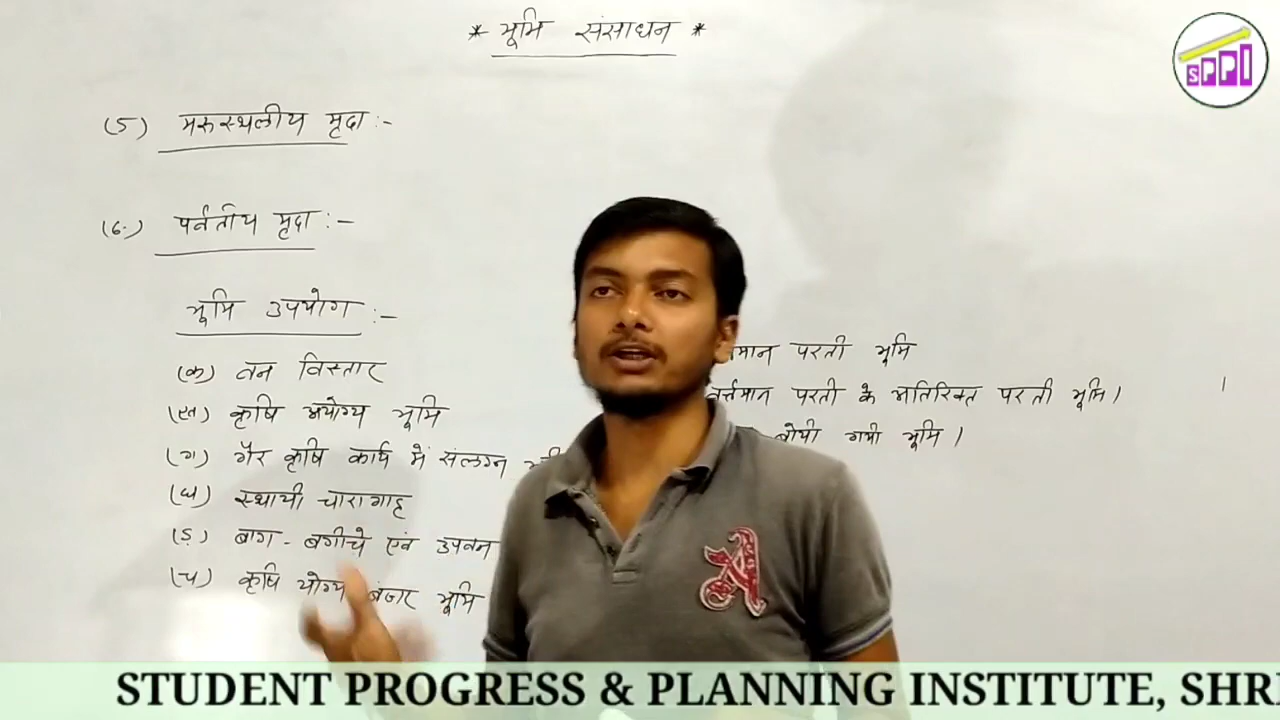 * भूमि संसाधन *
SPPI
(5) मरुस्थलीय मृदा :-
(6.) पर्वतीय मृदा :-
भूमि उपयोग :-
(क) वन विस्तार
(ख) कृषि अयोग्य भूमि
(ग) गैर कृषि कार्य में संलग्न
(घ) स्थायी चारागाह
(ङ) बाग - बगीचे एवं उपवन
(च) कृषि योग्य बंजर भूमि
परती भूमि
वर्त्तमान परती के अतिरिक्त परती भूमि।
बोयी गयी भूमि।
STUDENT PROGRESS & PLANNING INSTITUTE,